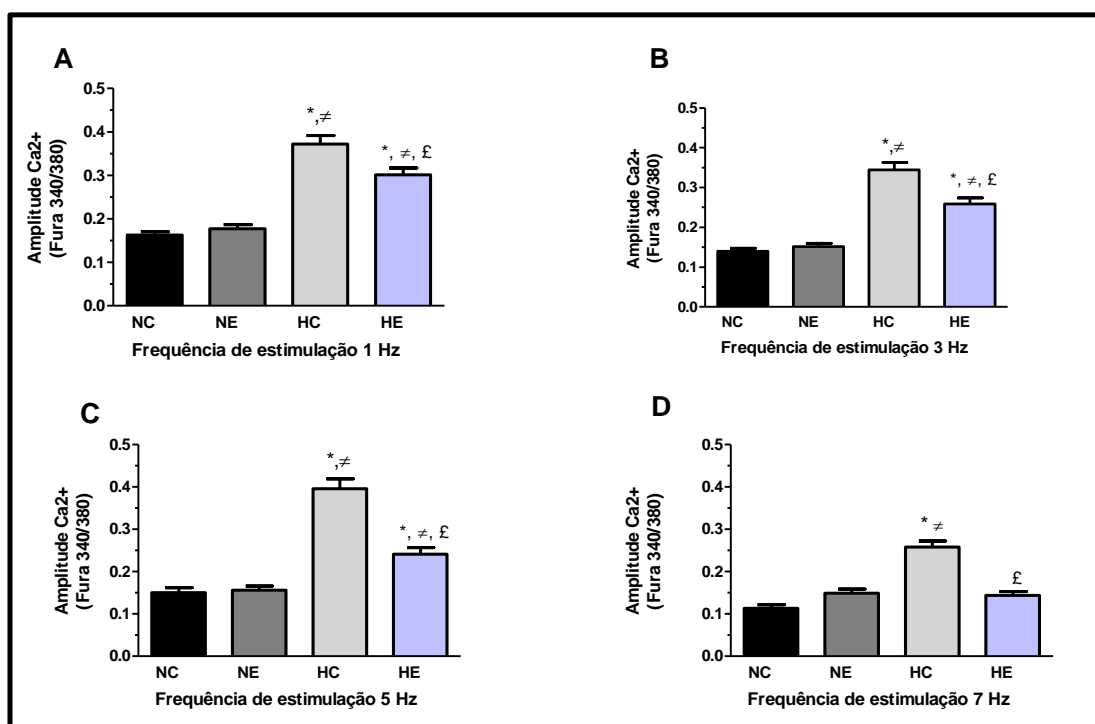 A
Amplitude Ca2+
(Fura 340/380)
0.5
0.4
0.3
0.2
0.1
0.0
*,≠
*, ≠, £
NC NE HC HE
Frequência de estimulação 1 Hz
B
Amplitude Ca2+
(Fura 340/380)
0.5
0.4
0.3
0.2
0.1
0.0
*,≠
*, ≠, £
NC NE HC HE
Frequência de estimulação 3 Hz
C
Amplitude Ca2+
(Fura 340/380)
0.5
0.4
0.3
0.2
0.1
0.0
*,≠
*, ≠, £
NC NE HC HE
Frequência de estimulação 5 Hz
D
Amplitude Ca2+
(Fura 340/380)
0.5
0.4
0.3
0.2
0.1
0.0
* ≠
£
NC NE HC HE
Frequência de estimulação 7 Hz